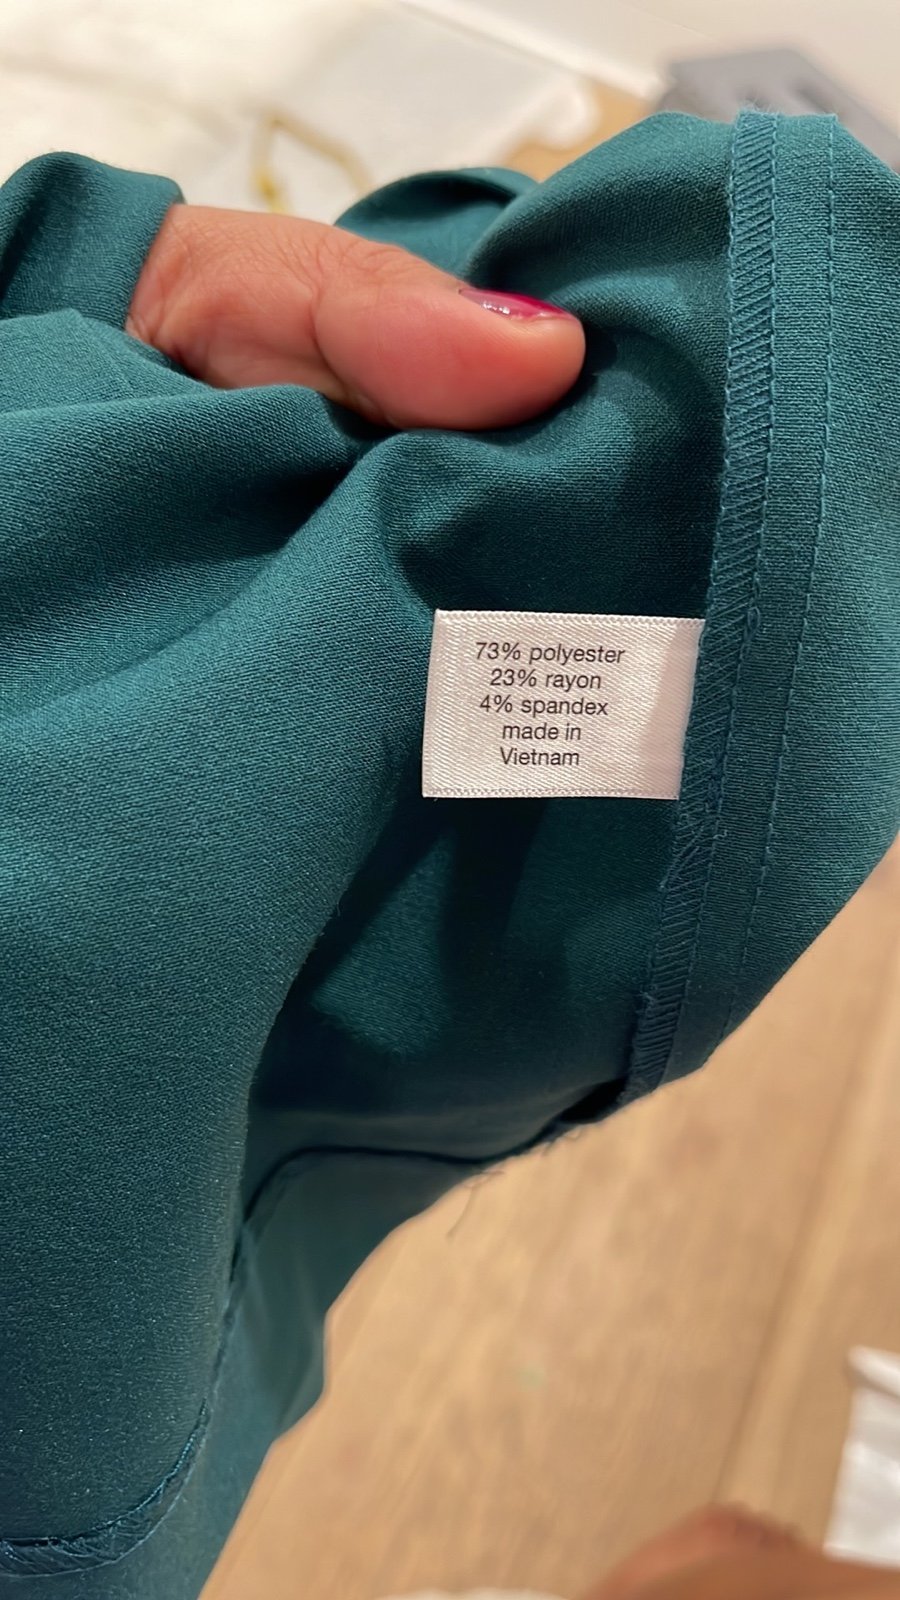 73% polyester
23% rayon
4% spandex
made in
Vietnam